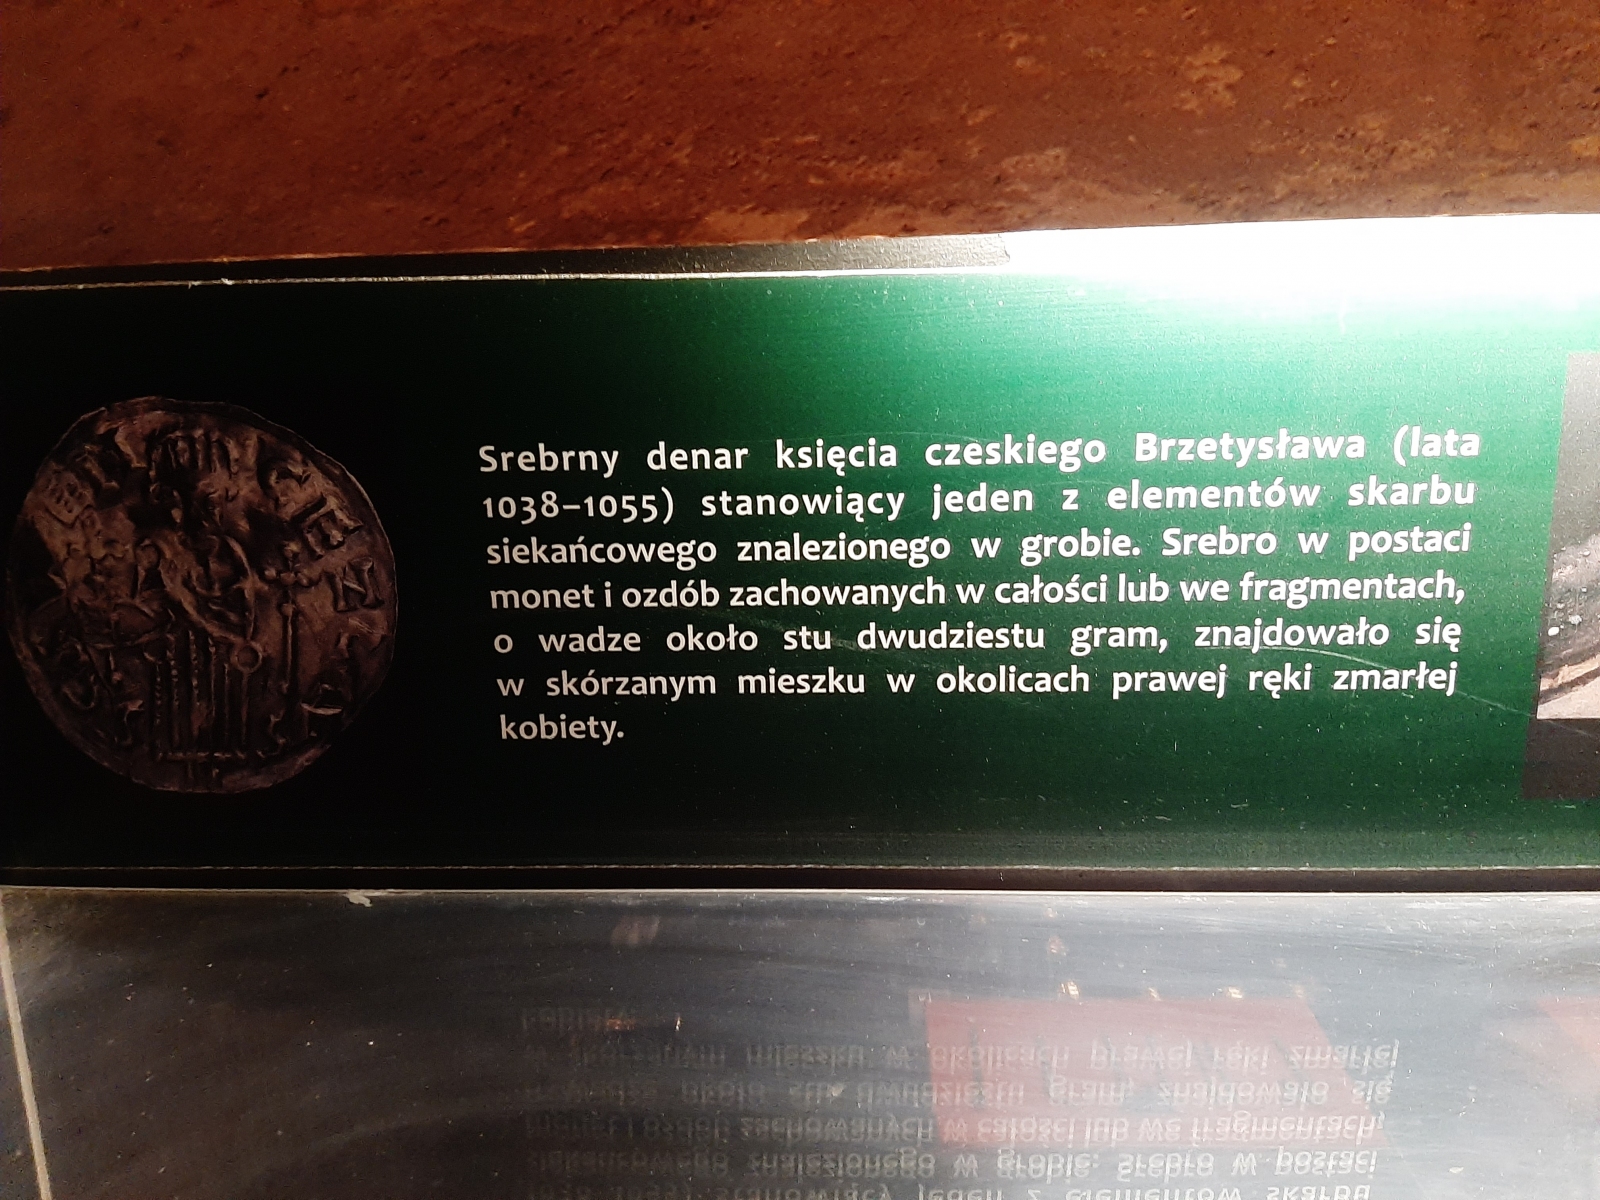 Srebrny denar księcia czeskiego Brzetysława (lata
1038–1055) stanowiący jeden z elementów skarbu
siekańcowego znalezionego w grobie. Srebro w postaci
monet i ozdób zachowanych w całości lub we fragmentach,
o wadze około stu dwudziestu gram, znajdowało się
w skórzanym mieszku w okolicach prawej ręki zmarłej
kobiety.